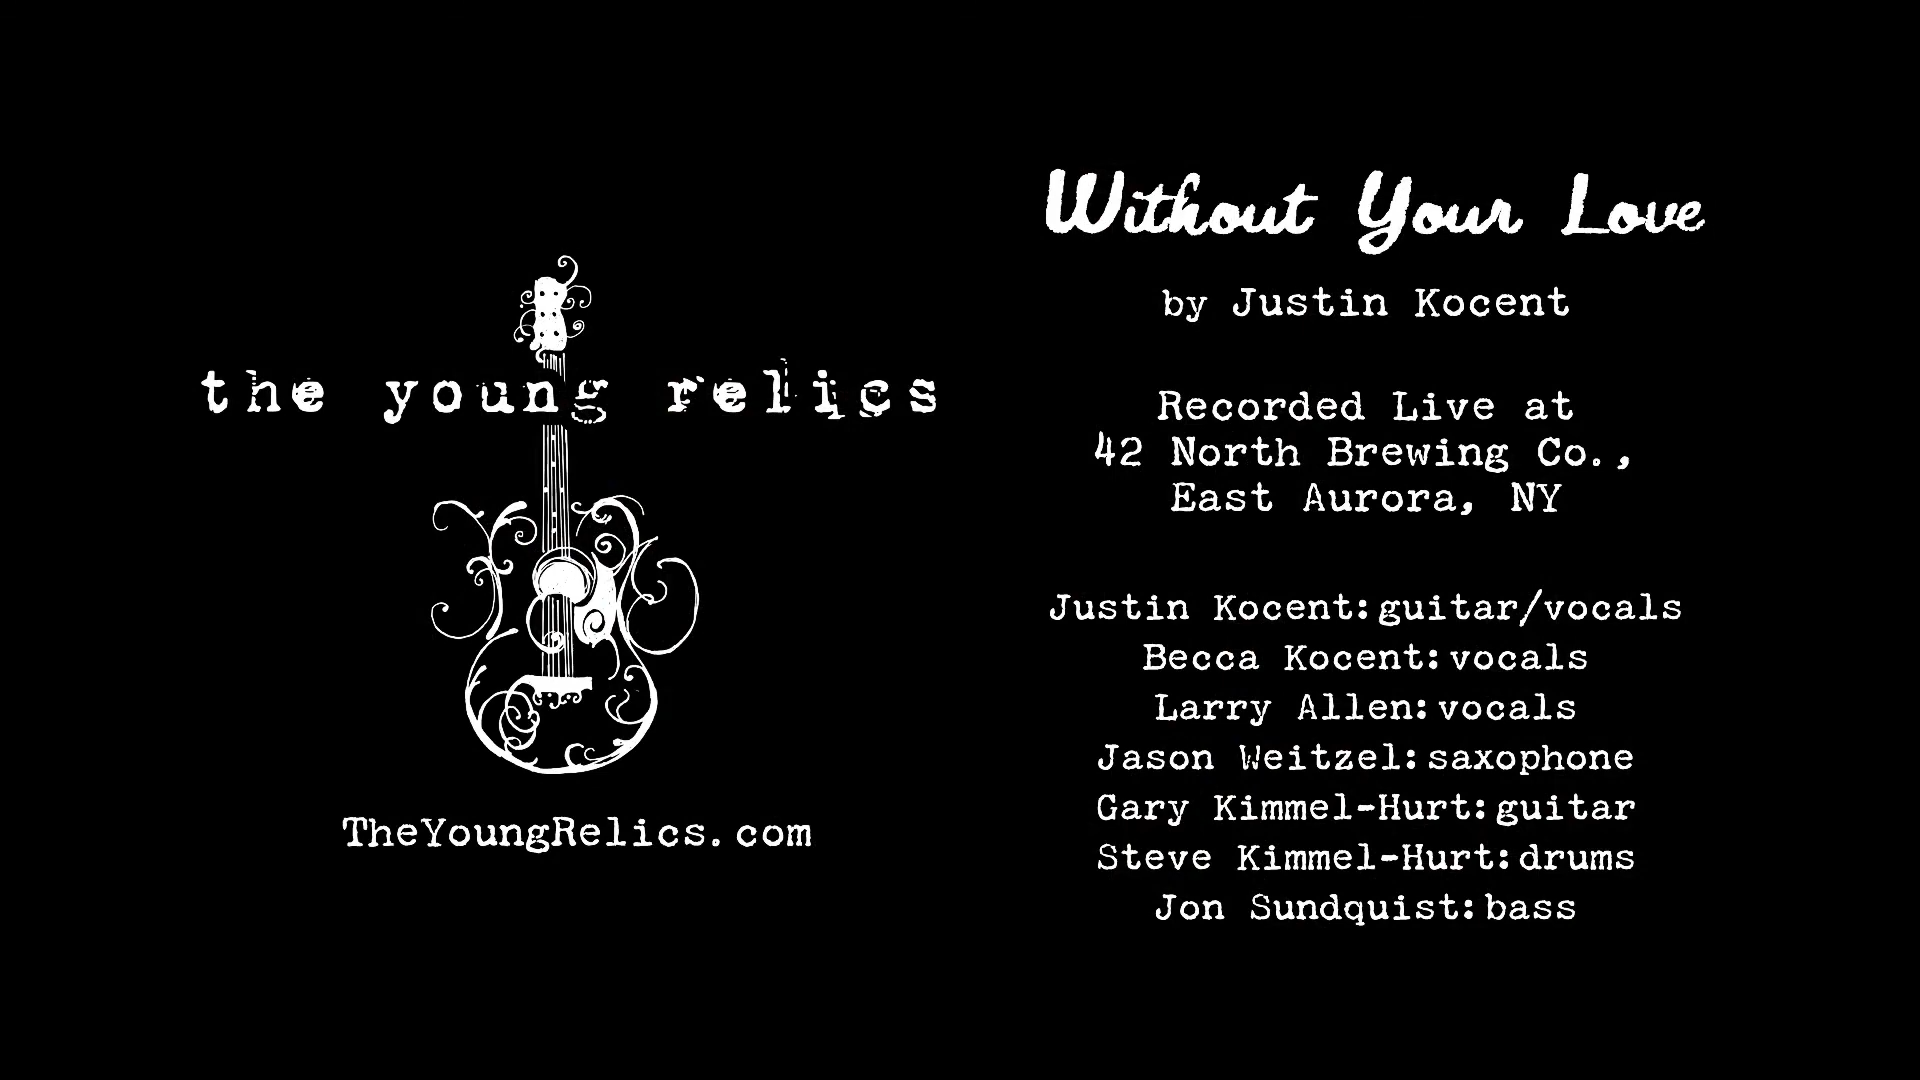 the young relics
TheYoungRelics.com
Without Your Love
by Justin Kocent
Recorded Live at
42 North Brewing Co.,
East Aurora, NY
Justin Kocent:guitar/vocals
Becca Kocent:vocals
Larry Allen:vocals
Jason Weitzel:saxophone
Gary Kimmel-Hurt:guitar
Steve Kimmel-Hurt:drums
Jon Sundquist:bass